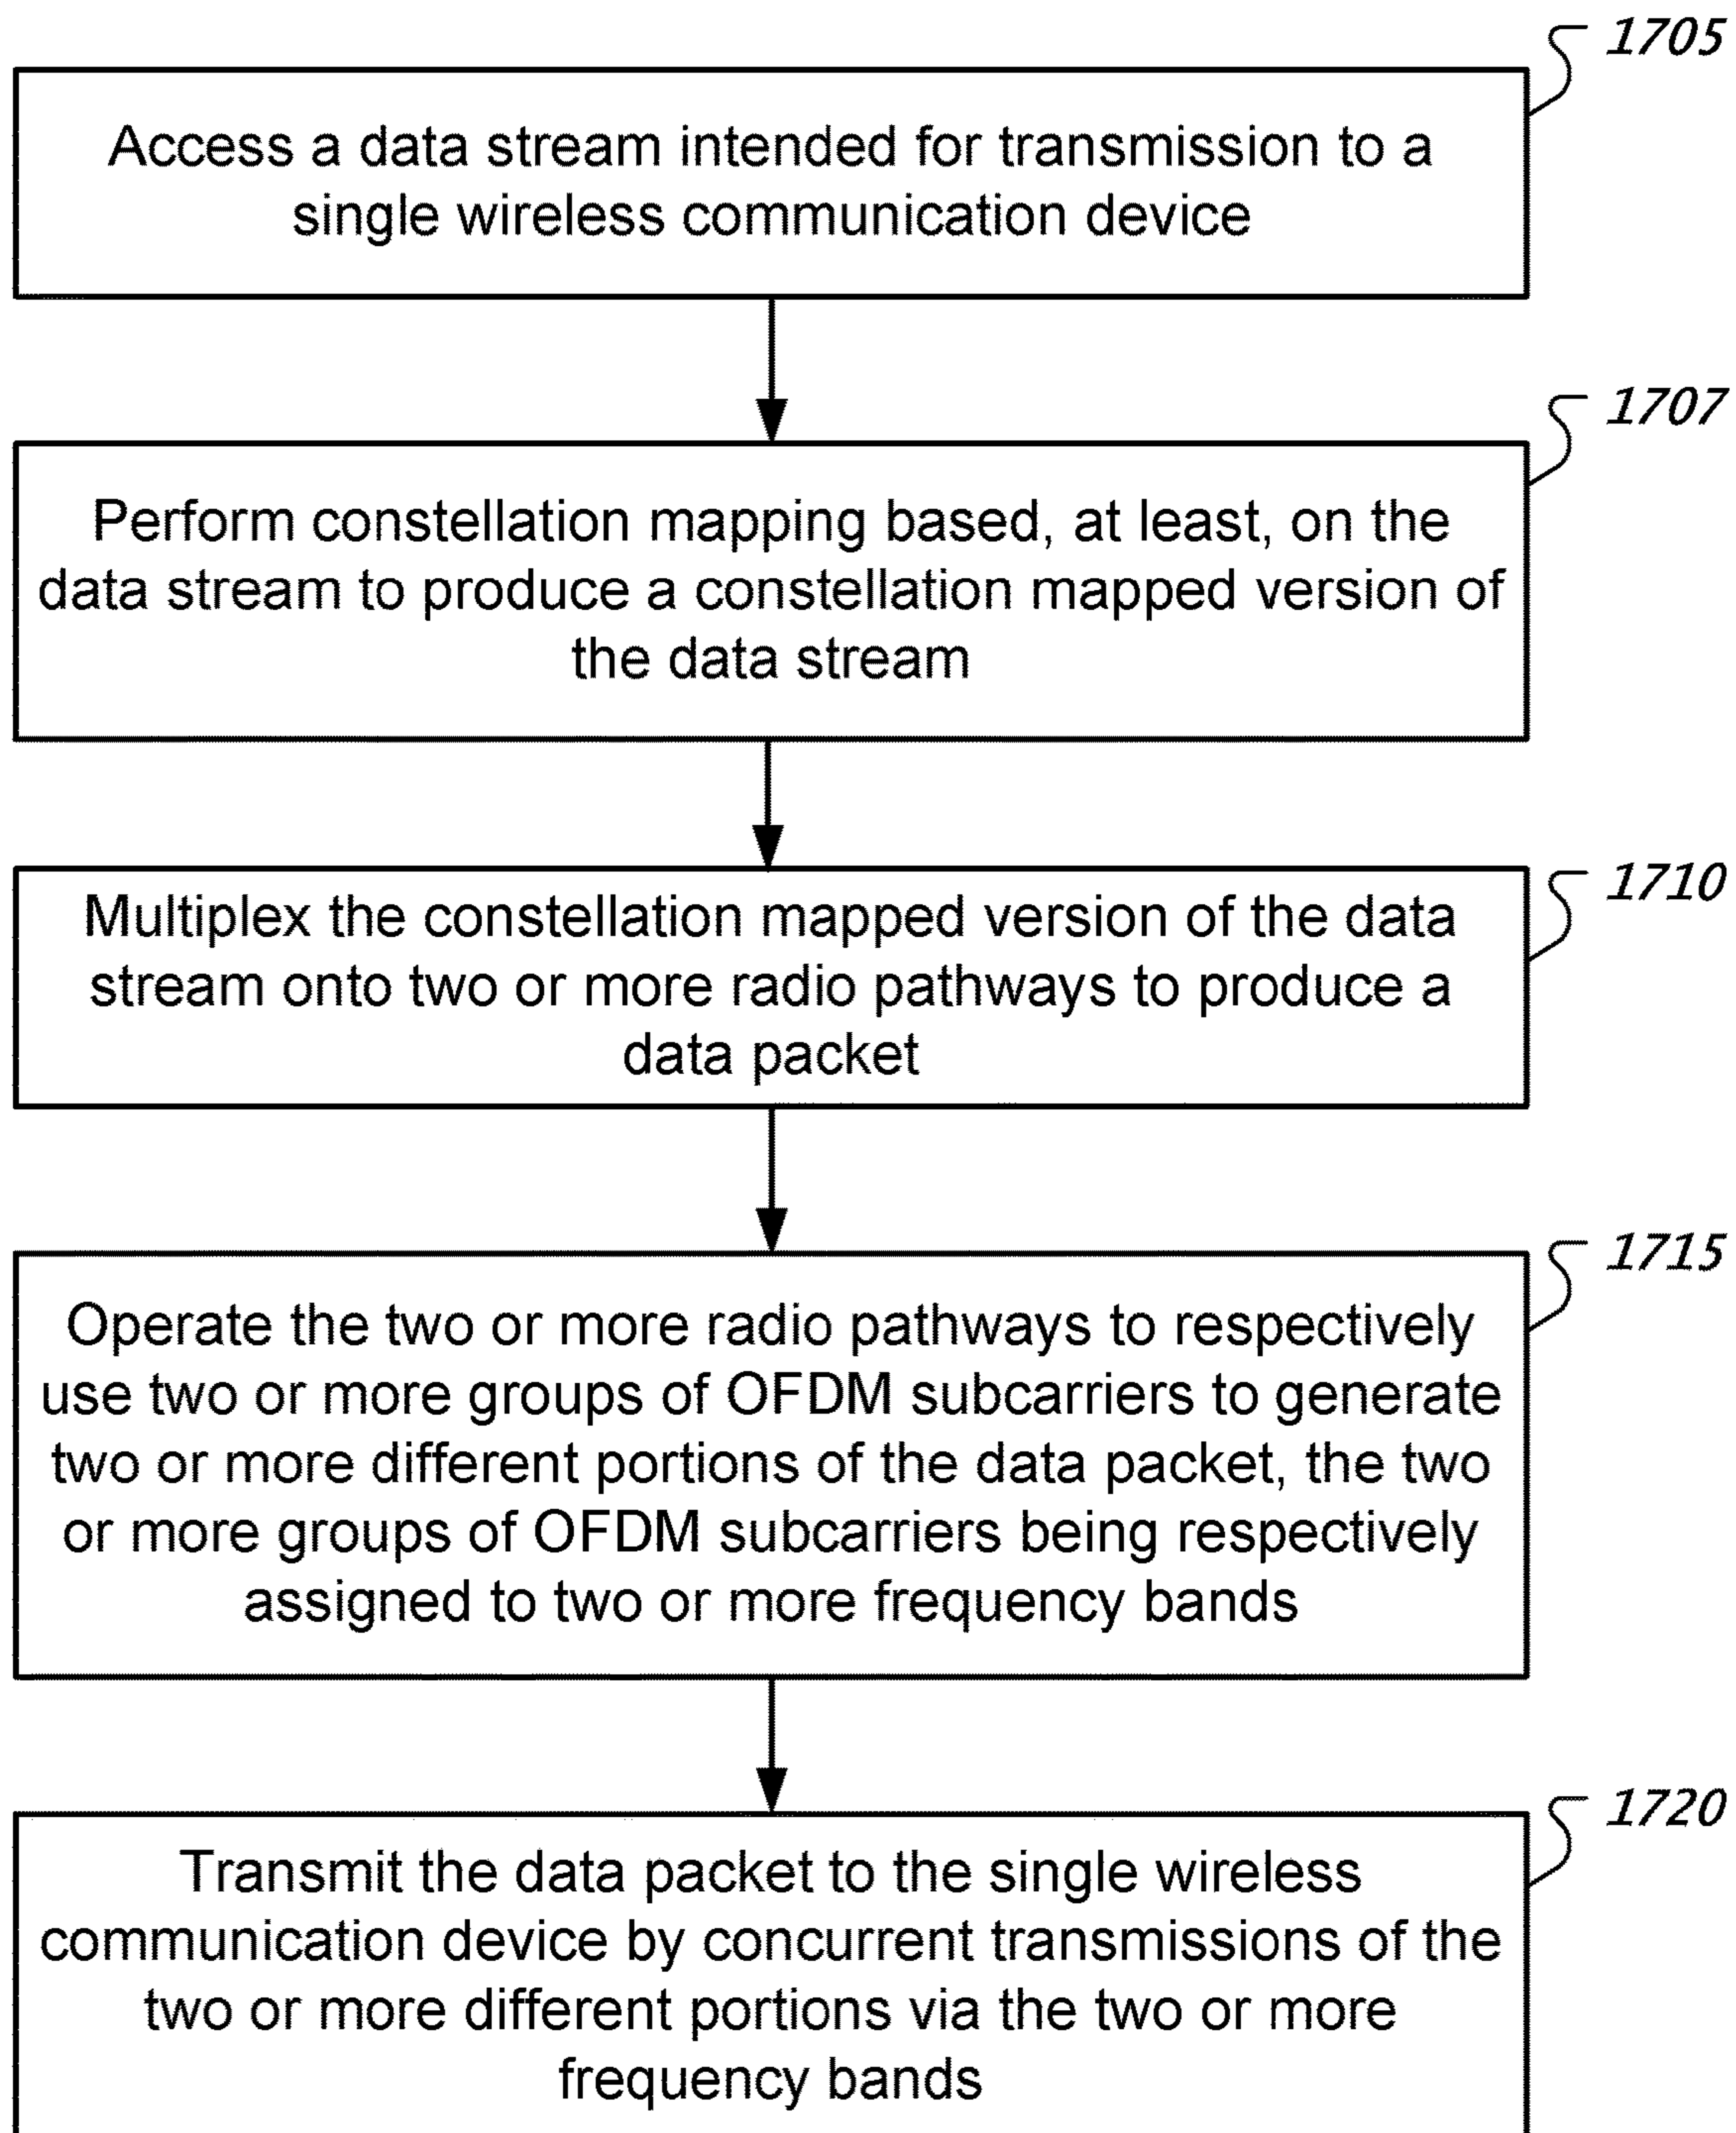 1705
Access a data stream intended for transmission to a
single wireless communication device
1707
Perform constellation mapping based, at least, on the
data stream to produce a constellation mapped version of
the data stream
1710
Multiplex the constellation mapped version of the data
stream onto two or more radio pathways to produce a
data packet
1715
Operate the two or more radio pathways to respectively
use two or more groups of OFDM subcarriers to generate
two or more different portions of the data packet, the two
or more groups of OFDM subcarriers being respectively
assigned to two or more frequency bands
1720
Transmit the data packet to the single wireless
communication device by concurrent transmissions of the
two or more different portions via the two or more
frequency bands